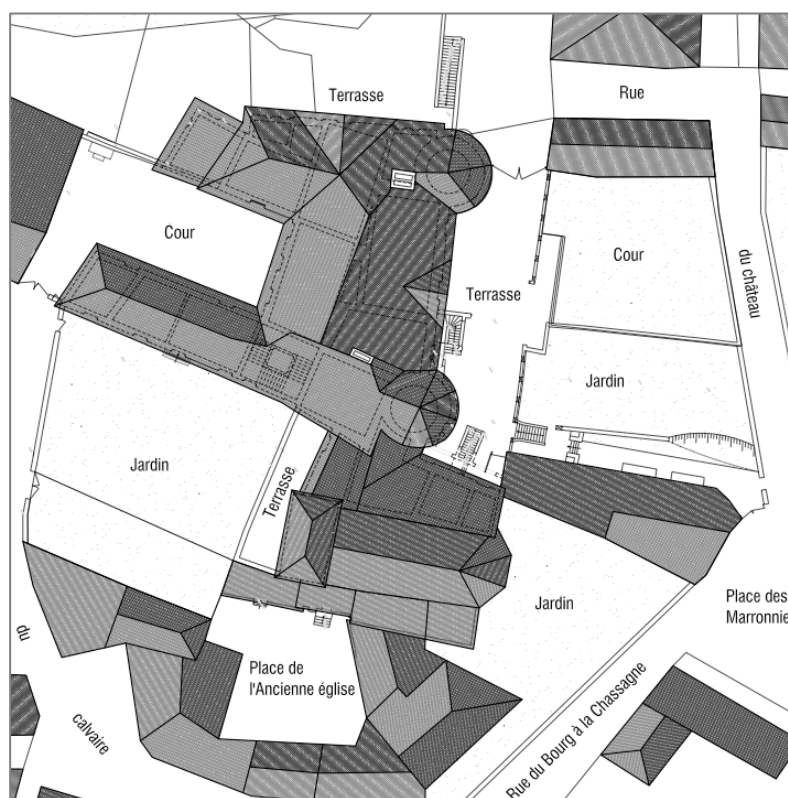 Terrasse
Rue
Cour
Cour
du château
Terrasse
Jardin
Jardin
Terrasse
Jardin
Place des
Marronnie
du
Place de
l'Ancienne église
calvaire
Rue du Bourg à la Chassagne